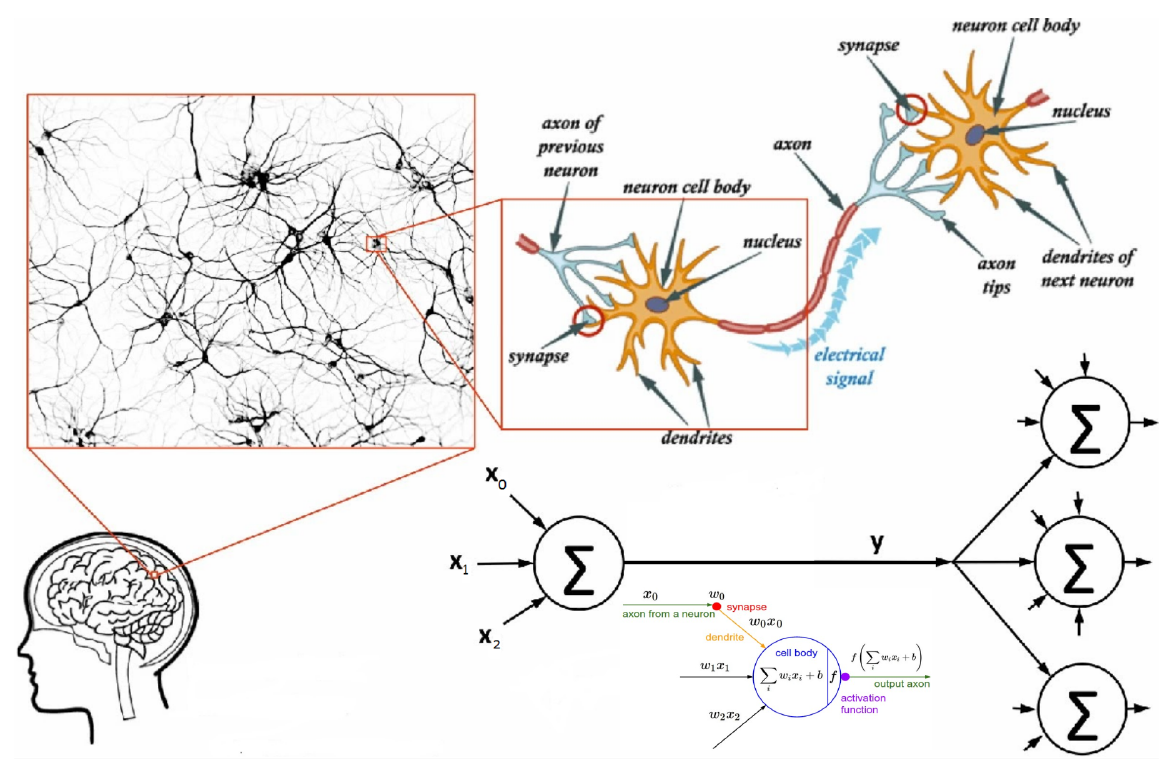 neuron cell body
synapse
nucleus
axon of
previous
neuron
axon
neuron cell body
nucleus
axon
tips
dendrites of
next neuron
synapse
electrical
signal
dendrites
x₀
x₁
x₂
Σ
y
Σ
Σ
Σ
x₀ w₀
axon from a neuron synapse
w₀x₀
dendrite
cell body
w₁x₁
∑ᵢ wᵢxᵢ + b f
f(∑ᵢ wᵢxᵢ + b)
output axon
activation
function
w₂x₂